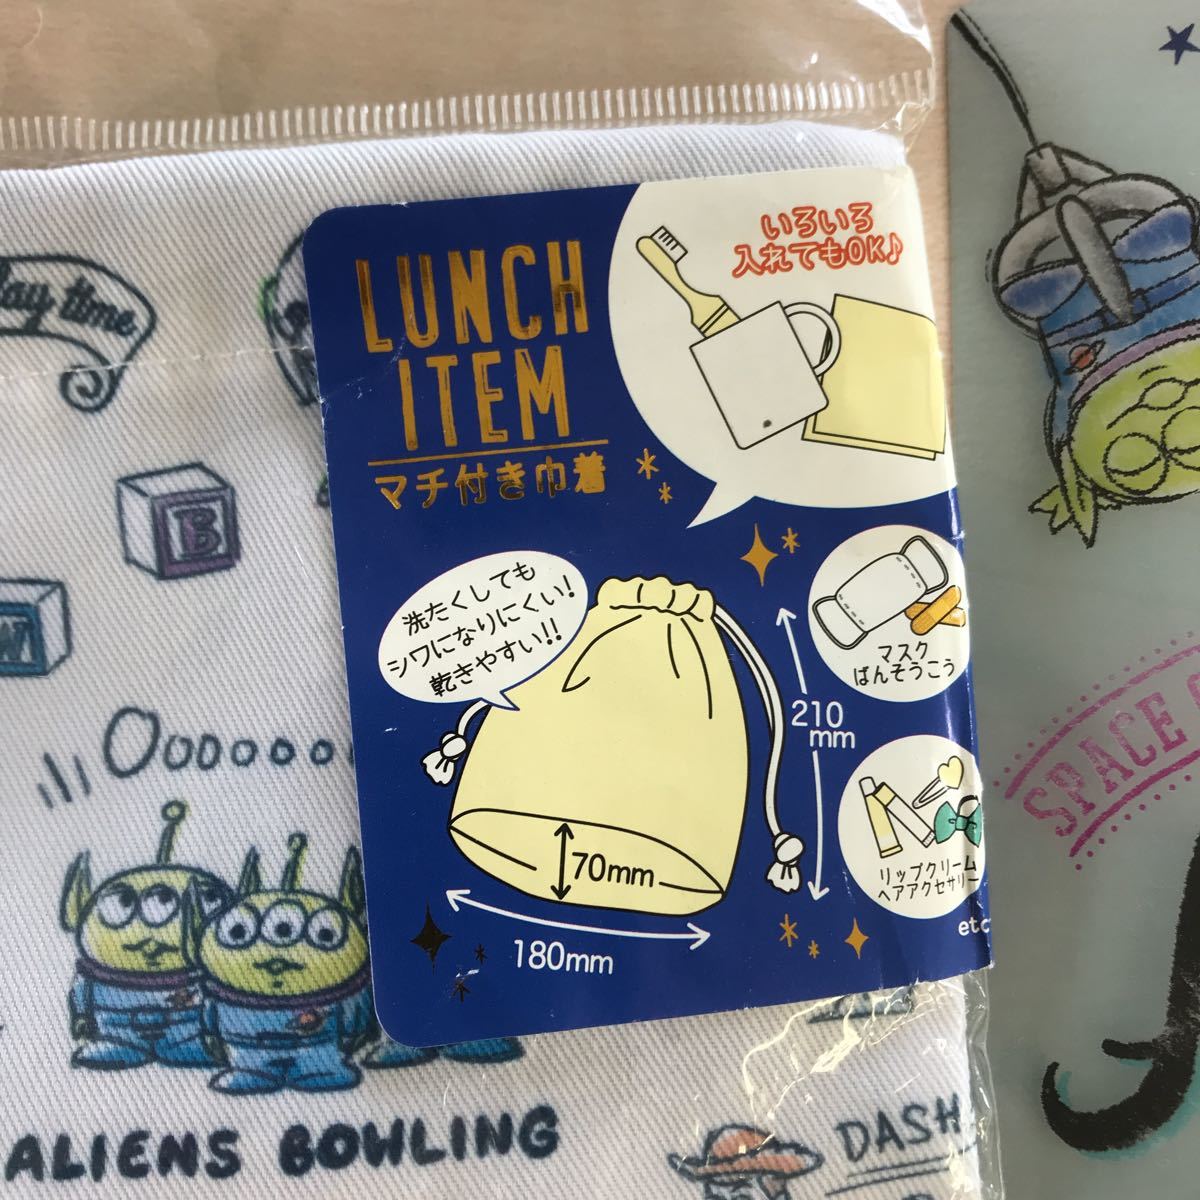 LUNCH
ITEM
マチ付き巾着
いろいろ
入れてもOK♪
洗たくしても
シワになりにくい!
乾きやすい!!
マスク
ばんそうこう
210
mm
70mm
180mm
リップクリーム
ヘアアクセサリー
etc
lay time
B
W
Oooooooo
ALIENS BOWLING
DASH
SPACE